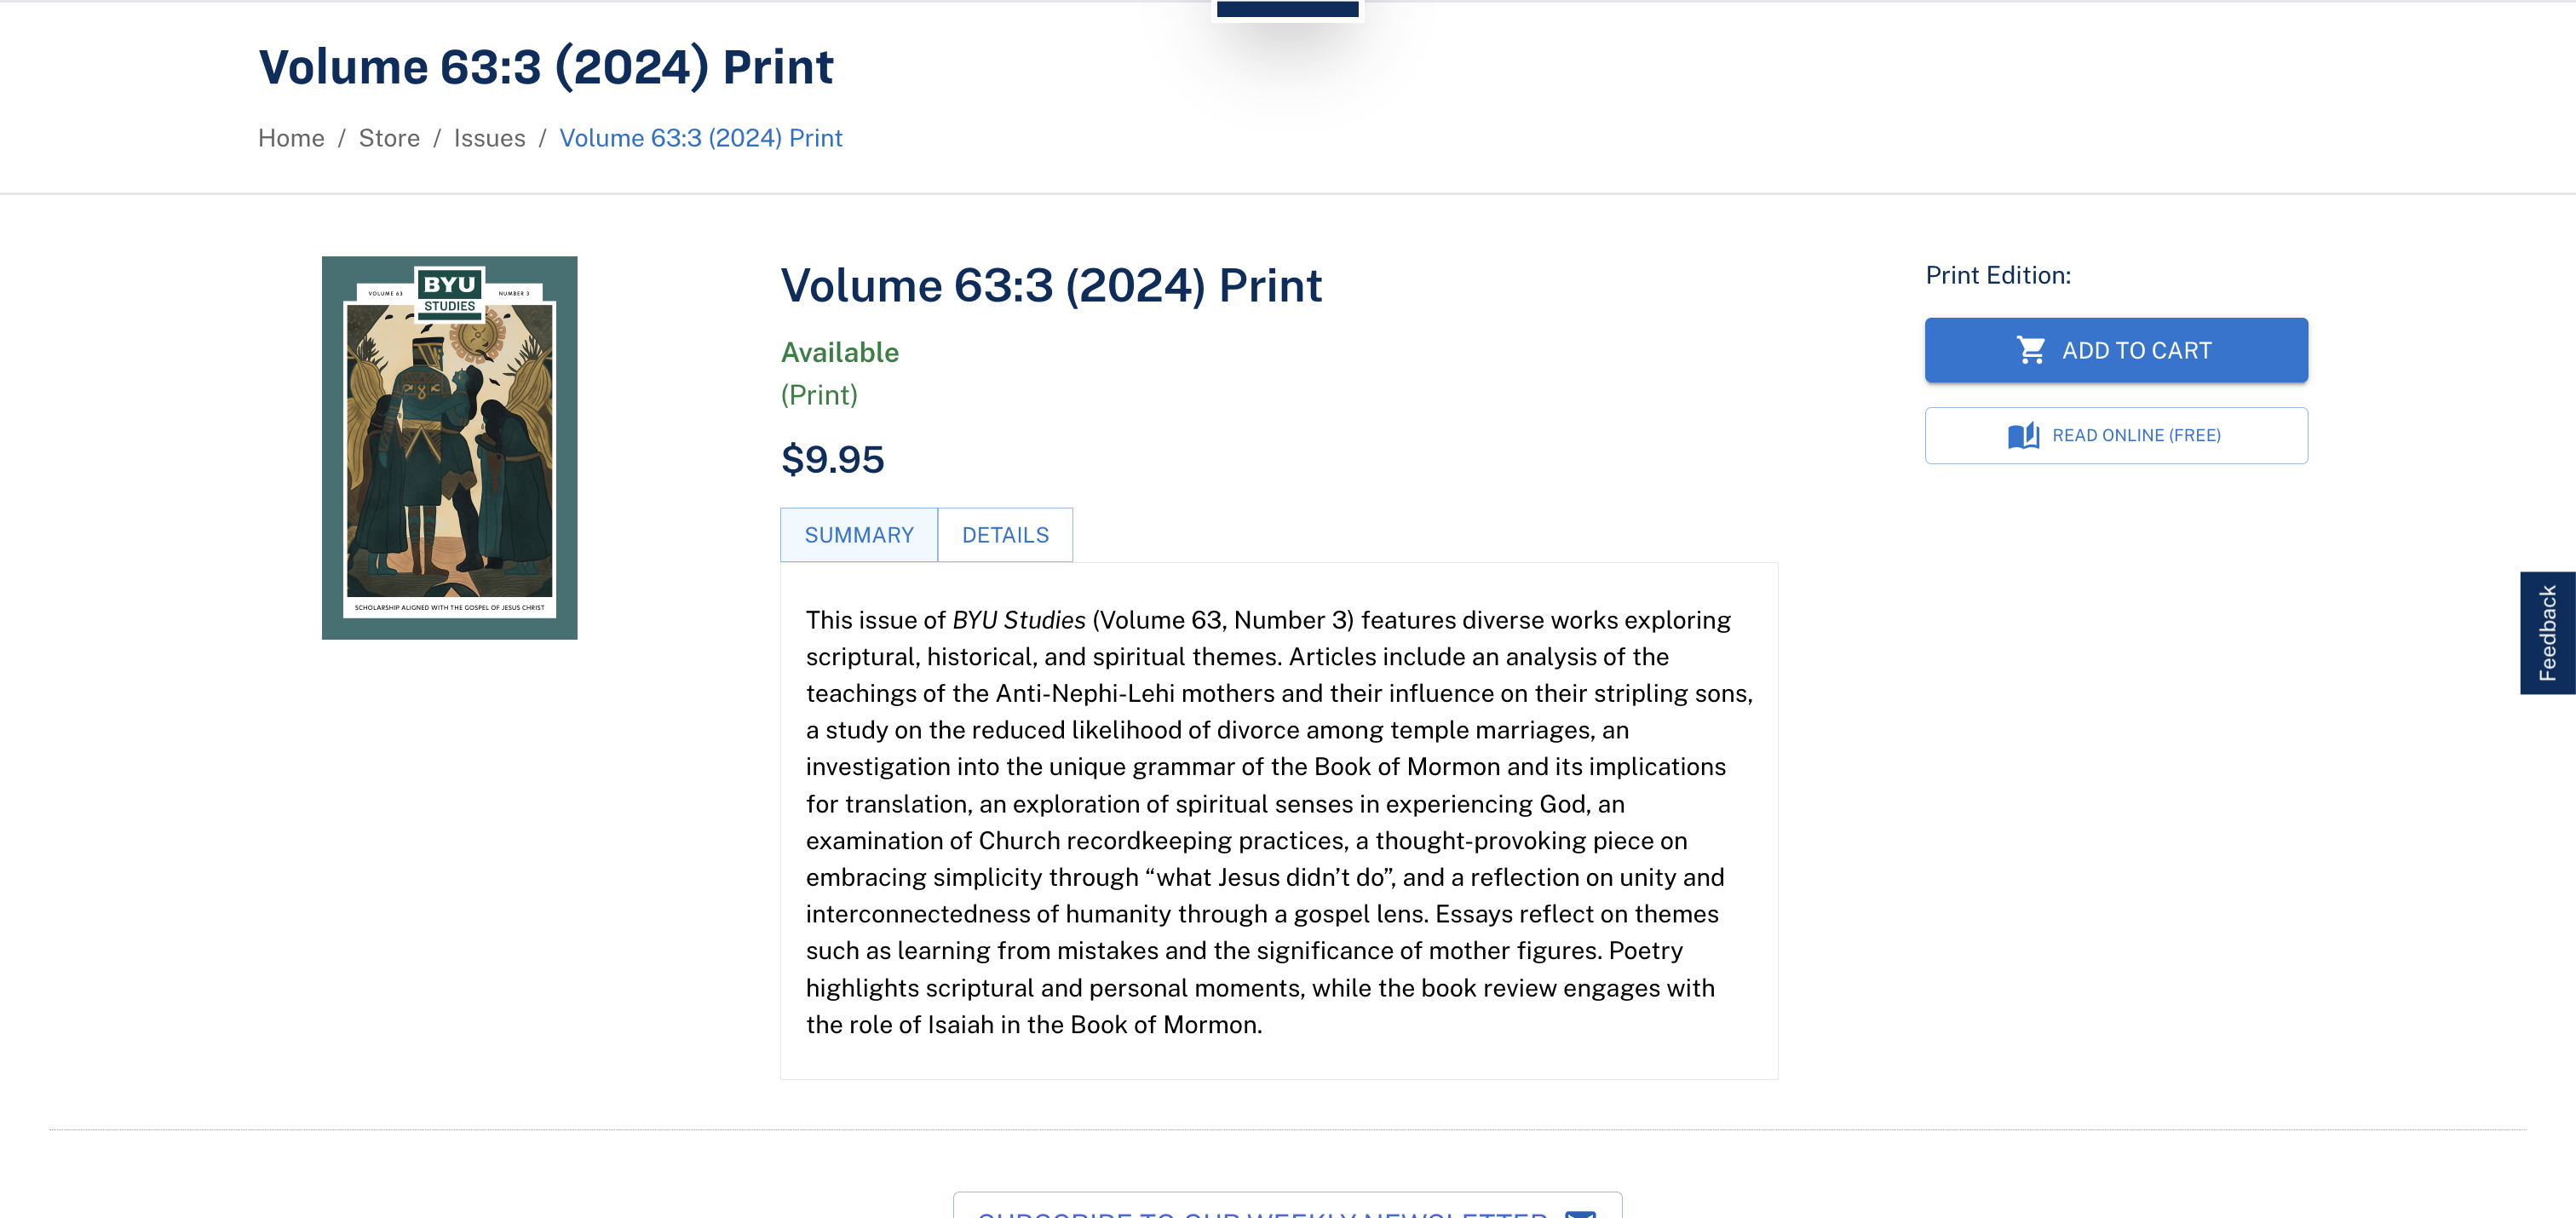 Volume 63:3 (2024) Print
Home / Store / Issues / Volume 63:3 (2024) Print
VOLUME 63
BYU
STUDIES
NUMBER 3
SCHOLARSHIP ALIGNED WITH THE GOSPEL OF JESUS CHRIST
Volume 63:3 (2024) Print
Available
(Print)
$9.95
SUMMARY
DETAILS
This issue of BYU Studies (Volume 63, Number 3) features diverse works exploring
scriptural, historical, and spiritual themes. Articles include an analysis of the
teachings of the Anti-Nephi-Lehi mothers and their influence on their stripling sons,
a study on the reduced likelihood of divorce among temple marriages, an
investigation into the unique grammar of the Book of Mormon and its implications
for translation, an exploration of spiritual senses in experiencing God, an
examination of Church recordkeeping practices, a thought-provoking piece on
embracing simplicity through “what Jesus didn’t do”, and a reflection on unity and
interconnectedness of humanity through a gospel lens. Essays reflect on themes
such as learning from mistakes and the significance of mother figures. Poetry
highlights scriptural and personal moments, while the book review engages with
the role of Isaiah in the Book of Mormon.
Print Edition:
ADD TO CART
READ ONLINE (FREE)
Feedback
SUBSCRIBE TO OUR WEEKLY NEWSLETTER